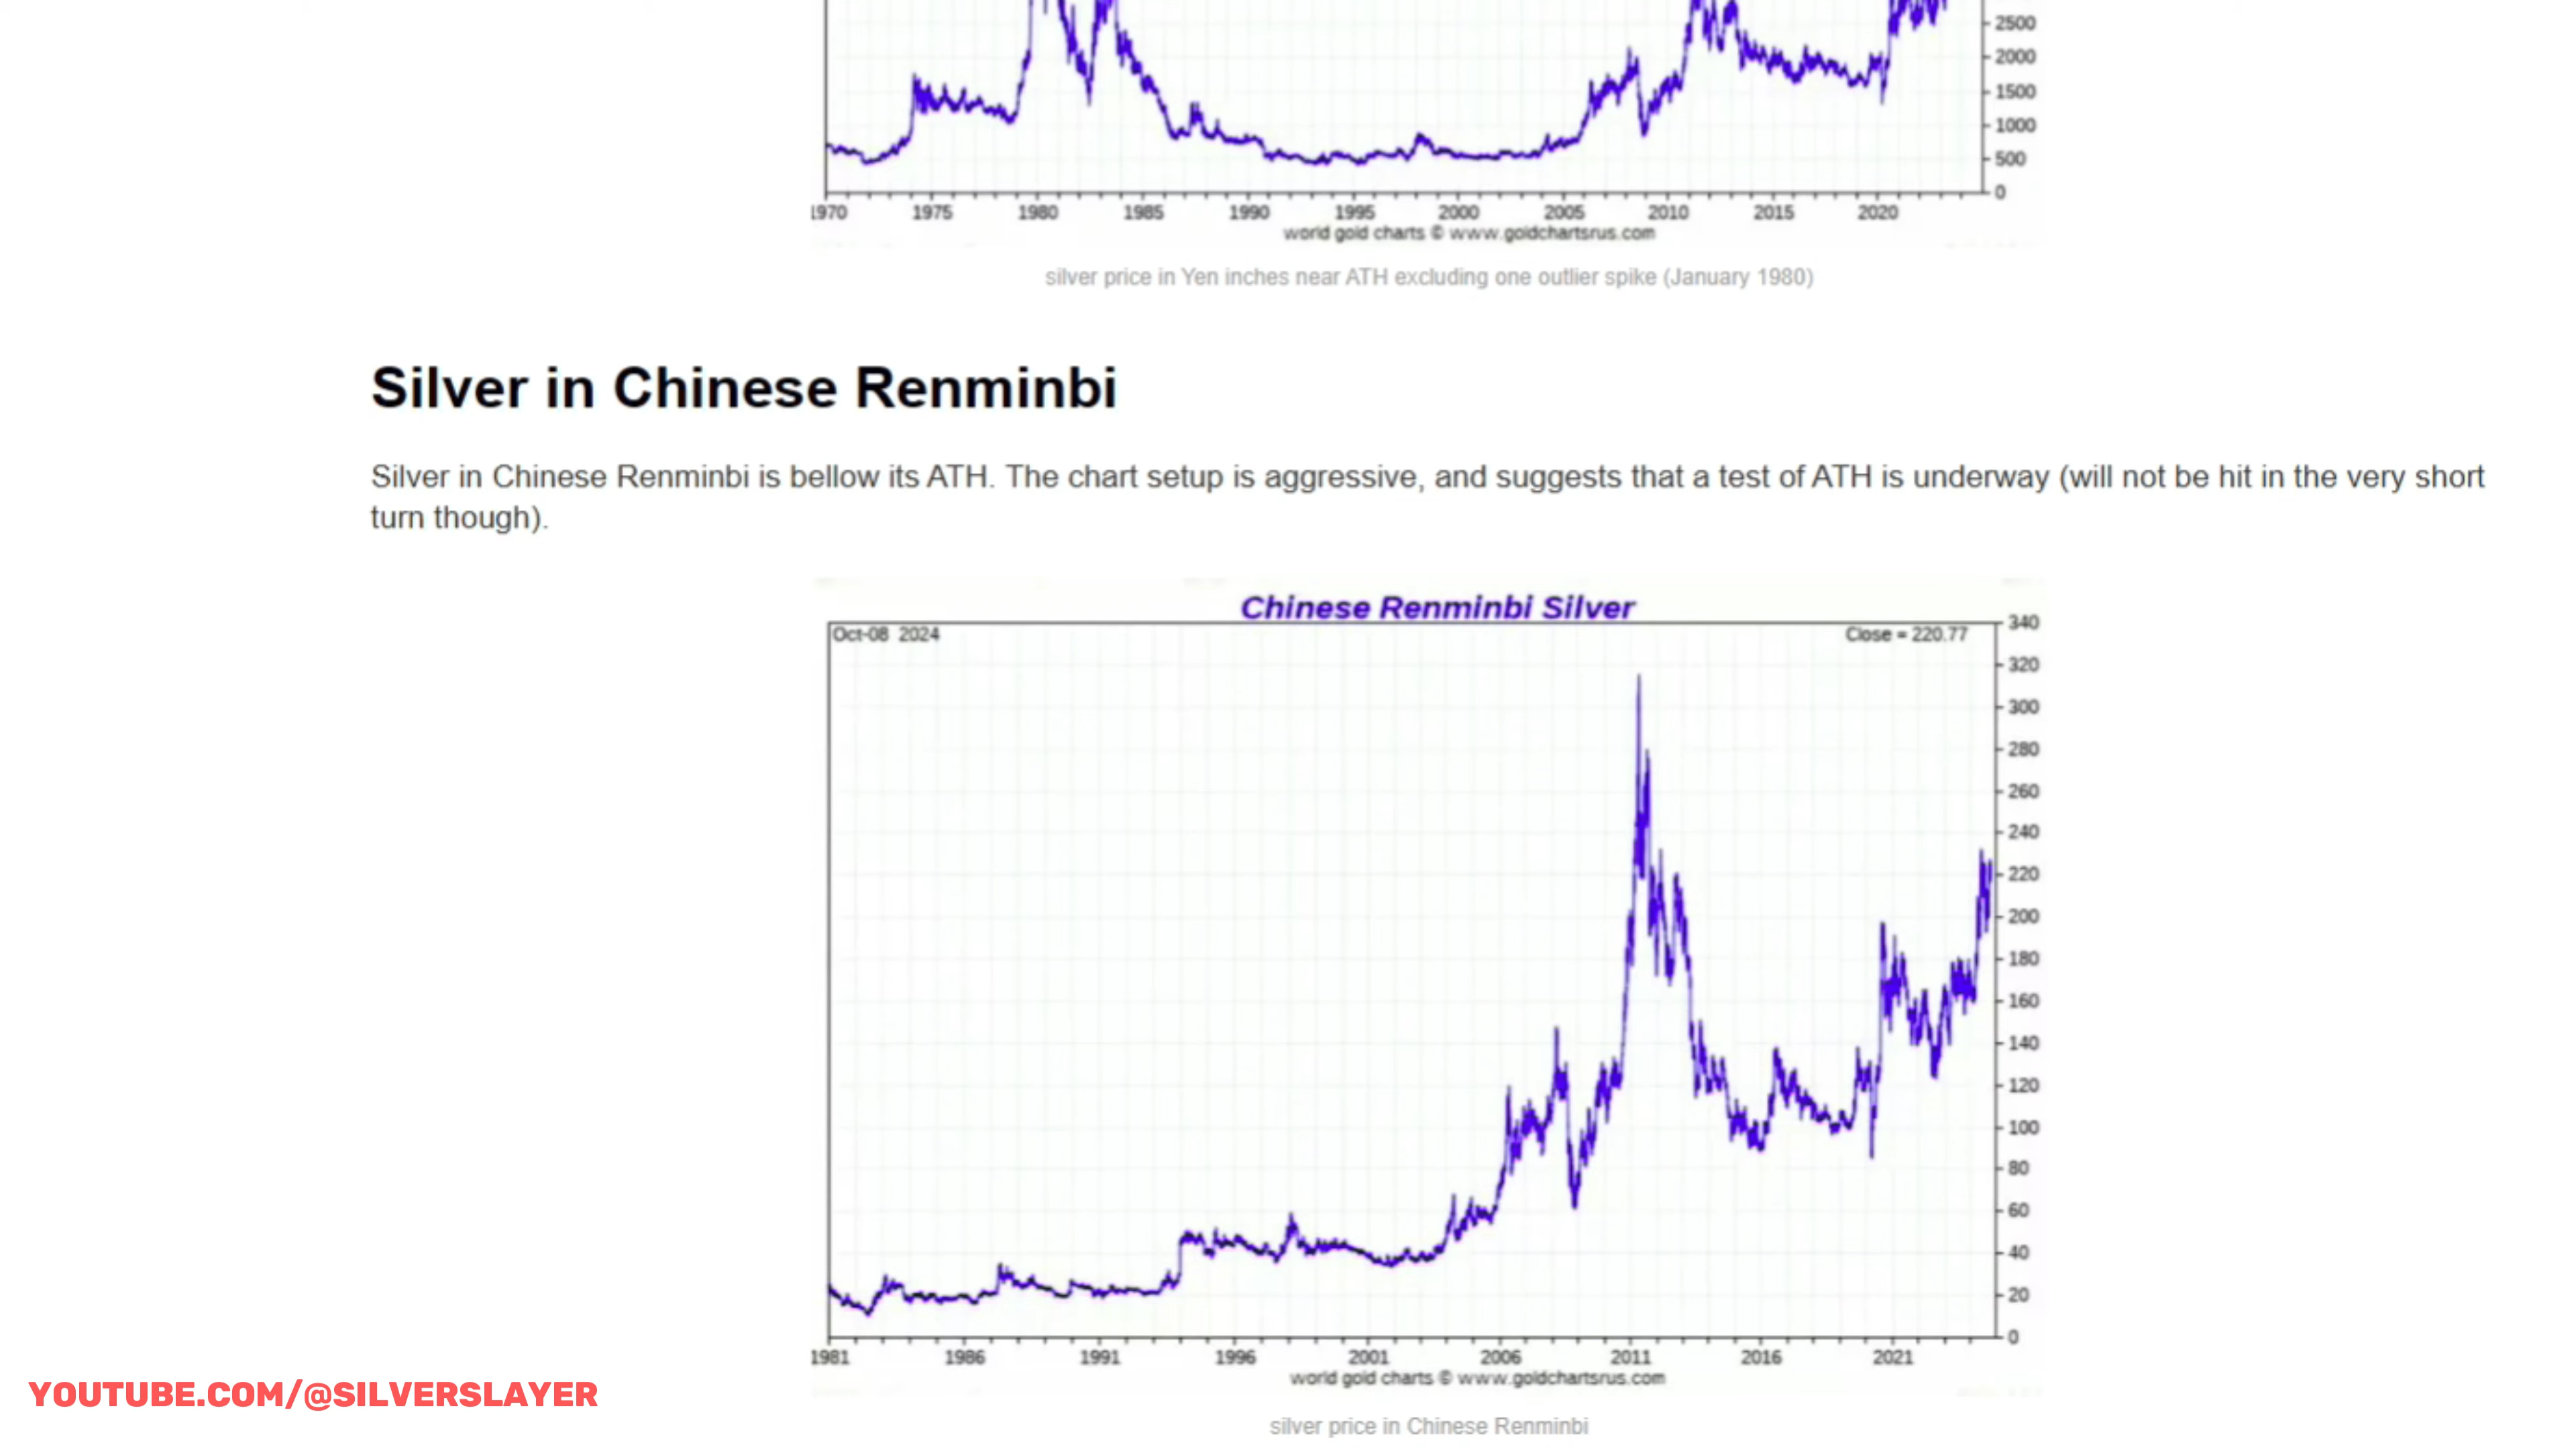 2500
2000
1500
1000
500
0
1970 1975 1980 1985 1990 1995 2000 2005 2010 2015 2020
world gold charts © www.goldchartsrus.com
silver price in Yen inches near ATH excluding one outlier spike (January 1980)
Silver in Chinese Renminbi
Silver in Chinese Renminbi is bellow its ATH. The chart setup is aggressive, and suggests that a test of ATH is underway (will not be hit in the very short
turn though).
Chinese Renminbi Silver
Oct-08 2024 Close = 220.77
340
320
300
280
260
240
220
200
180
160
140
120
100
80
60
40
20
0
1981 1986 1991 1996 2001 2006 2011 2016 2021
world gold charts © www.goldchartsrus.com
silver price in Chinese Renminbi
YOUTUBE.COM/@SILVERSLAYER